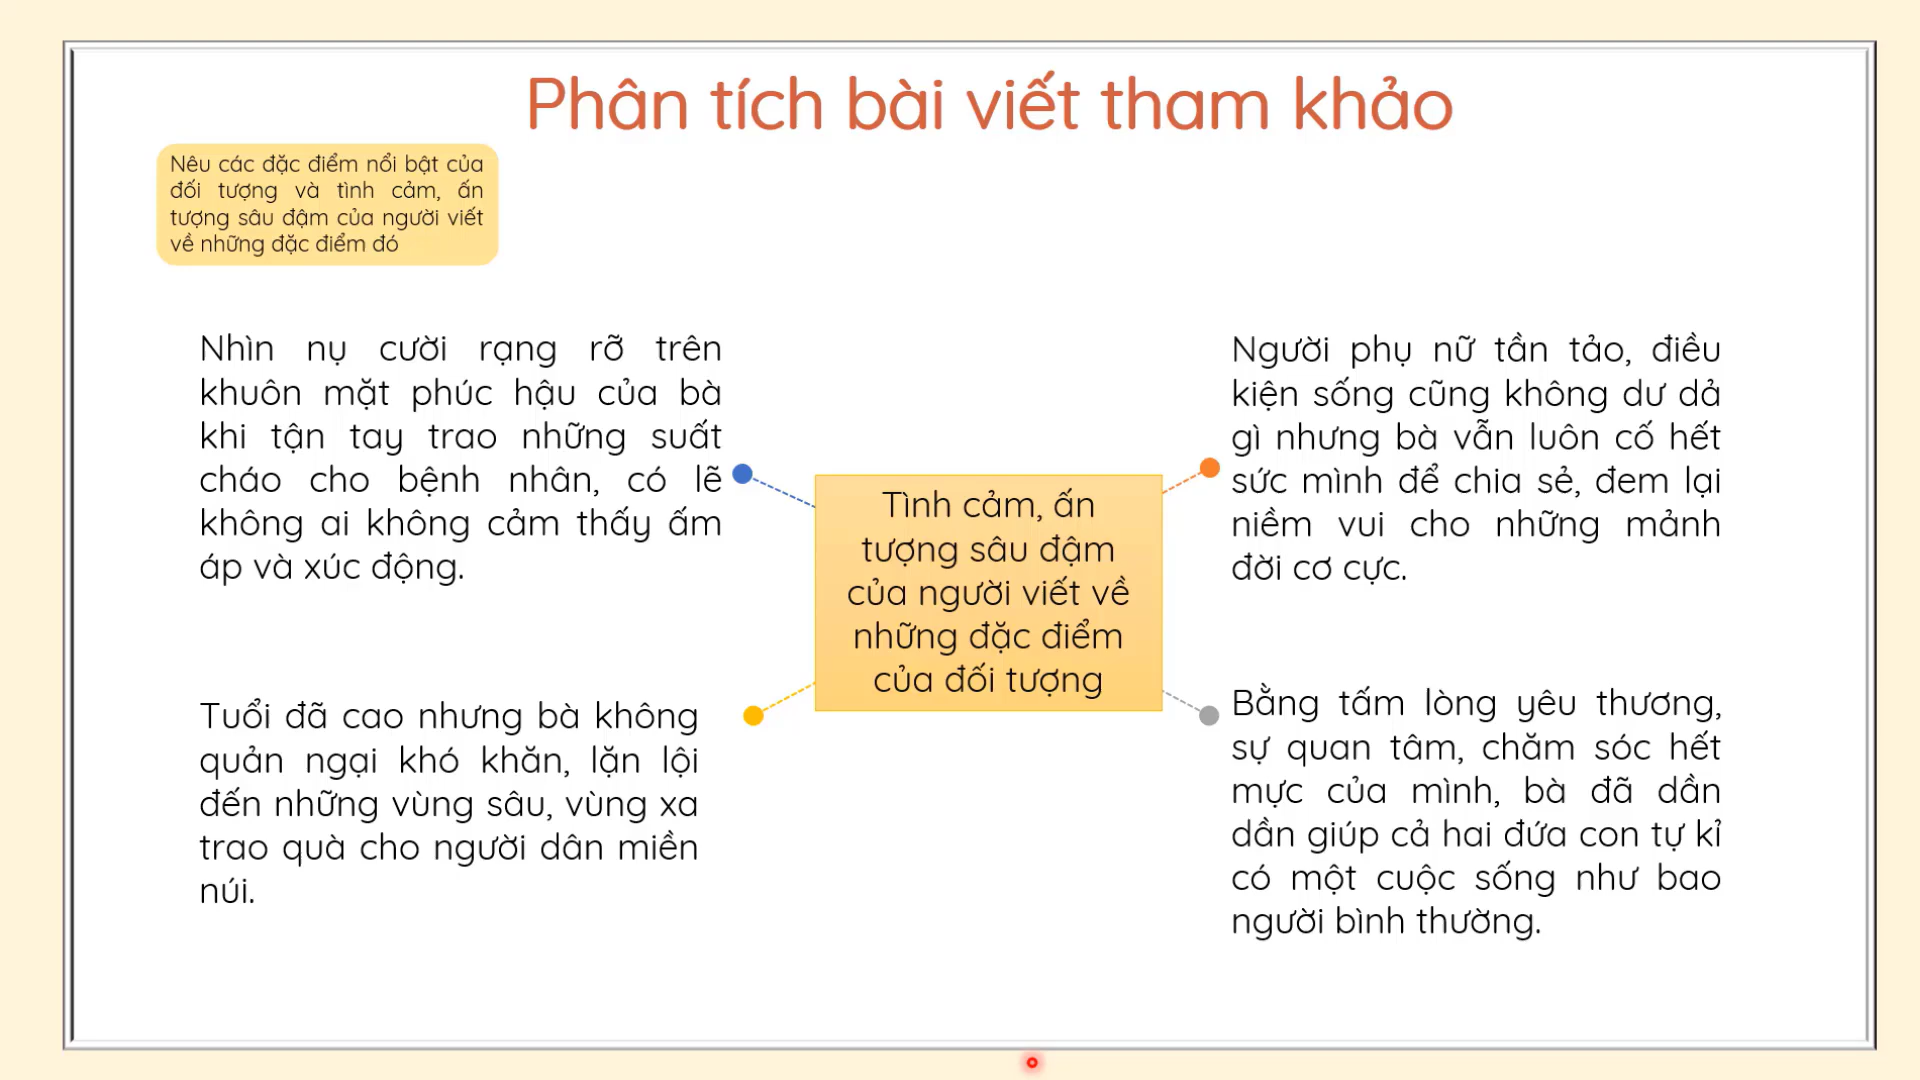 Phân tích bài viết tham khảo
Nêu các đặc điểm nổi bật của
đối tượng và tình cảm, ấn
tượng sâu đậm của người viết
về những đặc điểm đó
Nhìn nụ cười rạng rỡ trên
khuôn mặt phúc hậu của bà
khi tận tay trao những suất
cháo cho bệnh nhân, có lẽ
không ai không cảm thấy ấm
áp và xúc động.
Tuổi đã cao nhưng bà không
quản ngại khó khăn, lặn lội
đến những vùng sâu, vùng xa
trao quà cho người dân miền
núi.
Tình cảm, ấn
tượng sâu đậm
của người viết về
những đặc điểm
của đối tượng
Người phụ nữ tần tảo, điều
kiện sống cũng không dư dả
gì nhưng bà vẫn luôn cố hết
sức mình để chia sẻ, đem lại
niềm vui cho những mảnh
đời cơ cực.
Bằng tấm lòng yêu thương,
sự quan tâm, chăm sóc hết
mực của mình, bà đã dần
dần giúp cả hai đứa con tự kỉ
có một cuộc sống như bao
người bình thường.